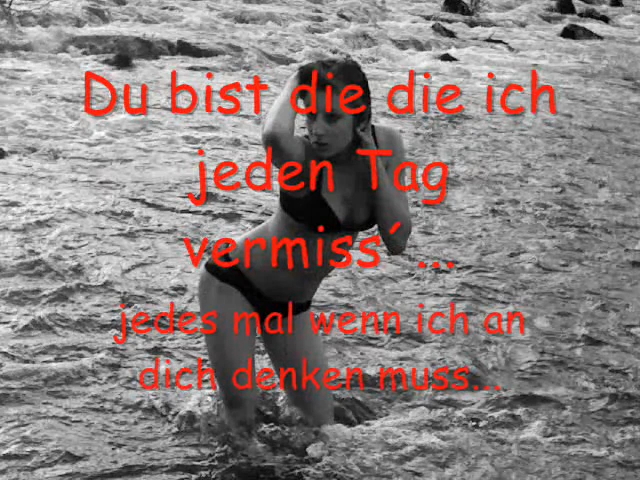 Du bist die die ich
jeden Tag
vermiss´...
jedes mal wenn ich an
dich denken muss...